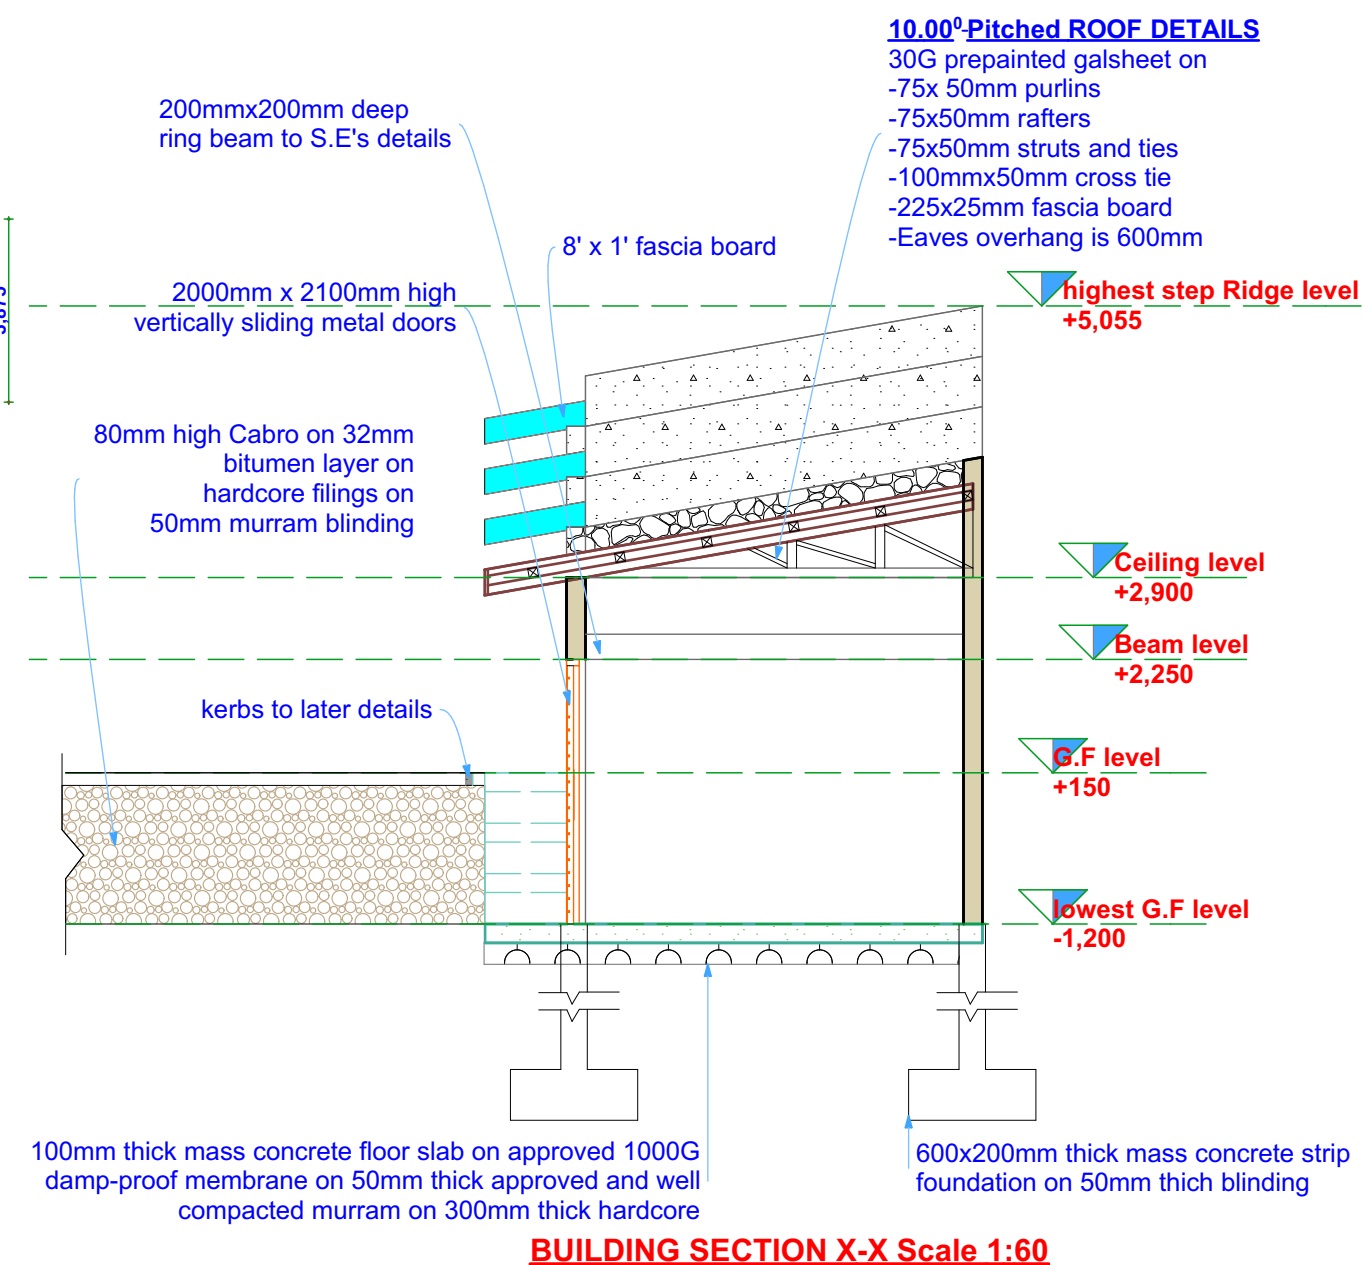 10.00⁰-Pitched ROOF DETAILS
30G prepainted galsheet on
-75x 50mm purlins
-75x50mm rafters
-75x50mm struts and ties
-100mmx50mm cross tie
-225x25mm fascia board
-Eaves overhang is 600mm
200mmx200mm deep
ring beam to S.E's details
8' x 1' fascia board
2000mm x 2100mm high
vertically sliding metal doors
highest step Ridge level
+5,055
80mm high Cabro on 32mm
bitumen layer on
hardcore filings on
50mm murram blinding
Ceiling level
+2,900
Beam level
+2,250
kerbs to later details
G.F level
+150
lowest G.F level
-1,200
100mm thick mass concrete floor slab on approved 1000G
damp-proof membrane on 50mm thick approved and well
compacted murram on 300mm thick hardcore
600x200mm thick mass concrete strip
foundation on 50mm thich blinding
BUILDING SECTION X-X Scale 1:60